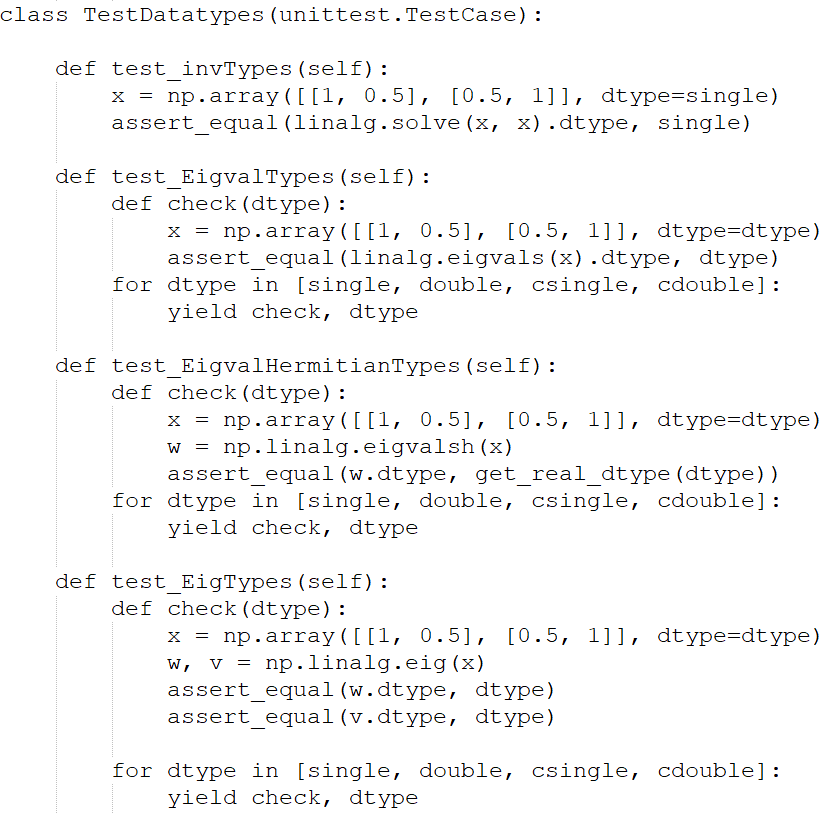 class TestDatatypes(unittest.TestCase):
    def test_invTypes(self):
        x = np.array([[1, 0.5], [0.5, 1]], dtype=single)
        assert_equal(linalg.solve(x, x).dtype, single)
    def test_EigvalTypes(self):
        def check(dtype):
            x = np.array([[1, 0.5], [0.5, 1]], dtype=dtype)
            assert_equal(linalg.eigvals(x).dtype, dtype)
        for dtype in [single, double, csingle, cdouble]:
            yield check, dtype
    def test_EigvalHermitianTypes(self):
        def check(dtype):
            x = np.array([[1, 0.5], [0.5, 1]], dtype=dtype)
            w = np.linalg.eigvalsh(x)
            assert_equal(w.dtype, get_real_dtype(dtype))
        for dtype in [single, double, csingle, cdouble]:
            yield check, dtype
    def test_EigTypes(self):
        def check(dtype):
            x = np.array([[1, 0.5], [0.5, 1]], dtype=dtype)
            w, v = np.linalg.eig(x)
            assert_equal(w.dtype, dtype)
            assert_equal(v.dtype, dtype)
        for dtype in [single, double, csingle, cdouble]:
            yield check, dtype